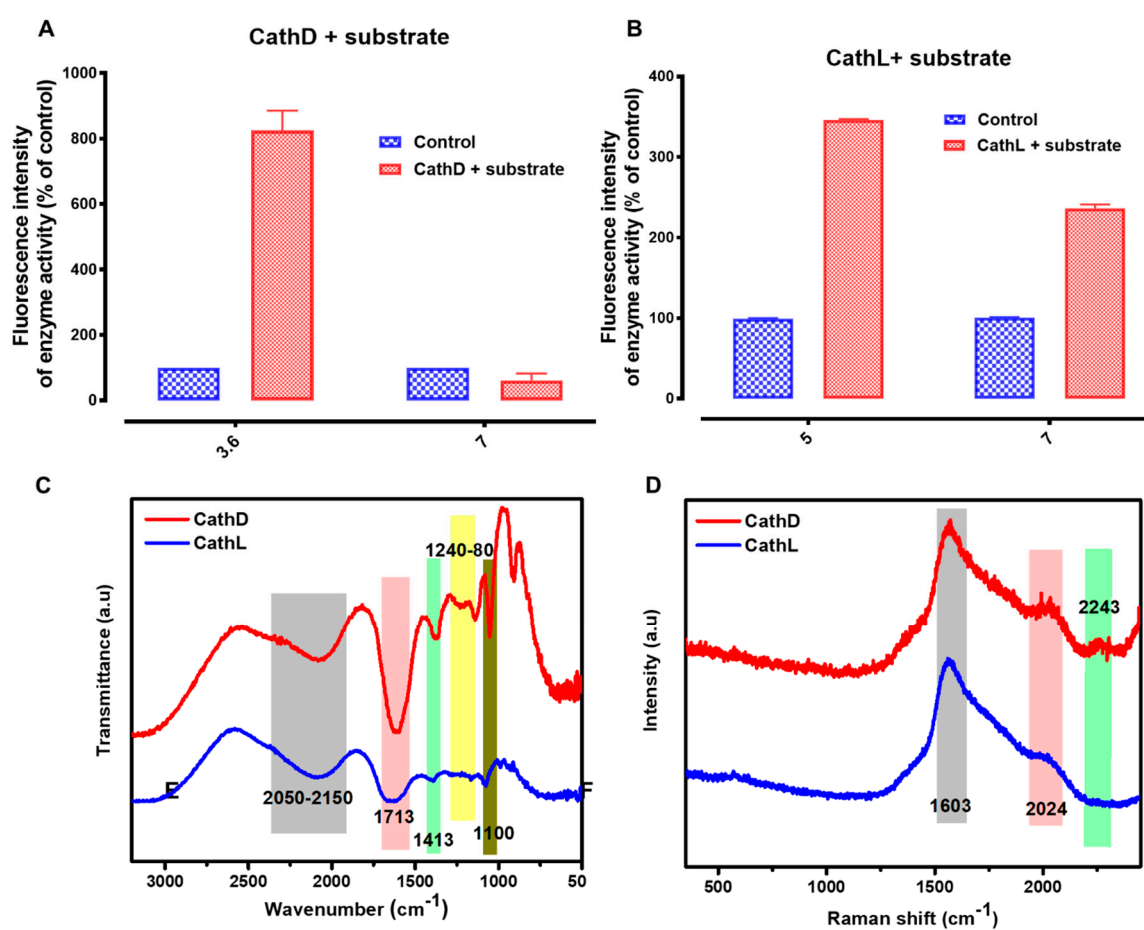 A
CathD + substrate
Fluorescence intensity
of enzyme activity (% of control)
1000
800
600
400
200
0
Control
CathD + substrate
3.6
7
B
CathL+ substrate
Fluorescence intensity
of enzyme activity (% of control)
400
300
200
100
0
Control
CathL + substrate
5
7
C
CathD
CathL
Transmittance (a.u)
1240-80
E
F
2050-2150
1713
1413
1100
3000
2500
2000
1500
1000
50
Wavenumber (cm-1)
D
CathD
CathL
Intensity (a.u)
2243
1603
2024
500
1000
1500
2000
Raman shift (cm-1)